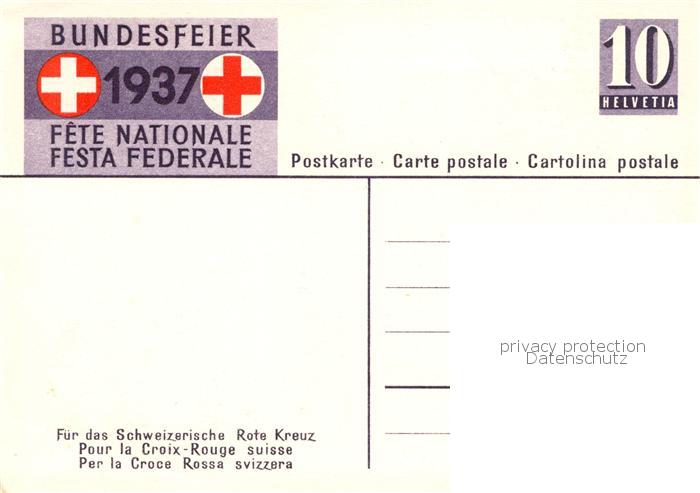 BUNDESFEIER
1937
FÊTE NATIONALE
FESTA FEDERALE
10
HELVETIA
Postkarte · Carte postale · Cartolina postale
privacy protection
Datenschutz
Für das Schweizerische Rote Kreuz
Pour la Croix-Rouge suisse
Per la Croce Rossa svizzera